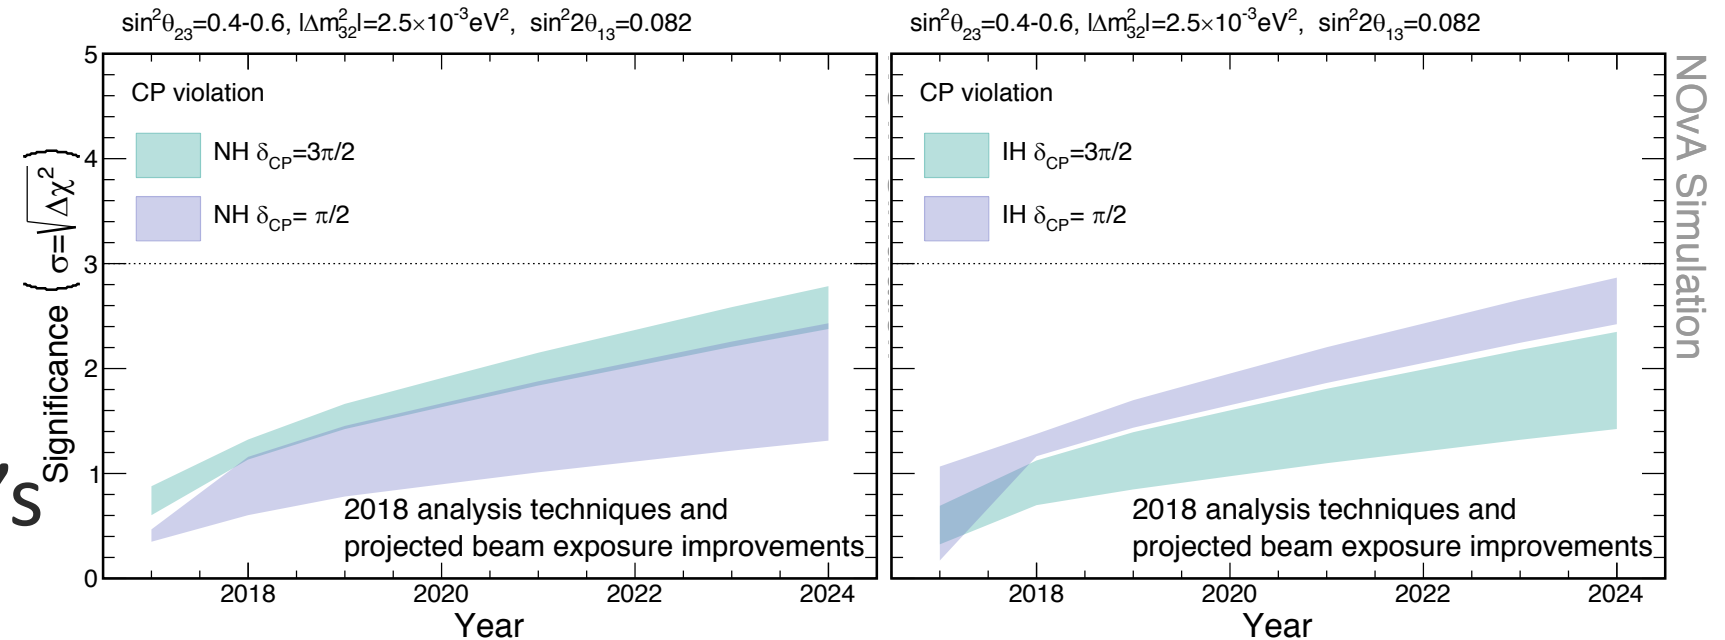 sin²θ₂₃=0.4-0.6, |Δm²₃₂|=2.5×10⁻³eV², sin²2θ₁₃=0.082
sin²θ₂₃=0.4-0.6, |Δm²₃₂|=2.5×10⁻³eV², sin²2θ₁₃=0.082
Significance ( σ=√Δχ² )
5
4
3
2
1
0
CP violation
NH δCP=3π/2
NH δCP= π/2
2018 analysis techniques and
projected beam exposure improvements
2018 2020 2022 2024
Year
CP violation
IH δCP=3π/2
IH δCP= π/2
2018 analysis techniques and
projected beam exposure improvements
2018 2020 2022 2024
Year
NOvA Simulation
's